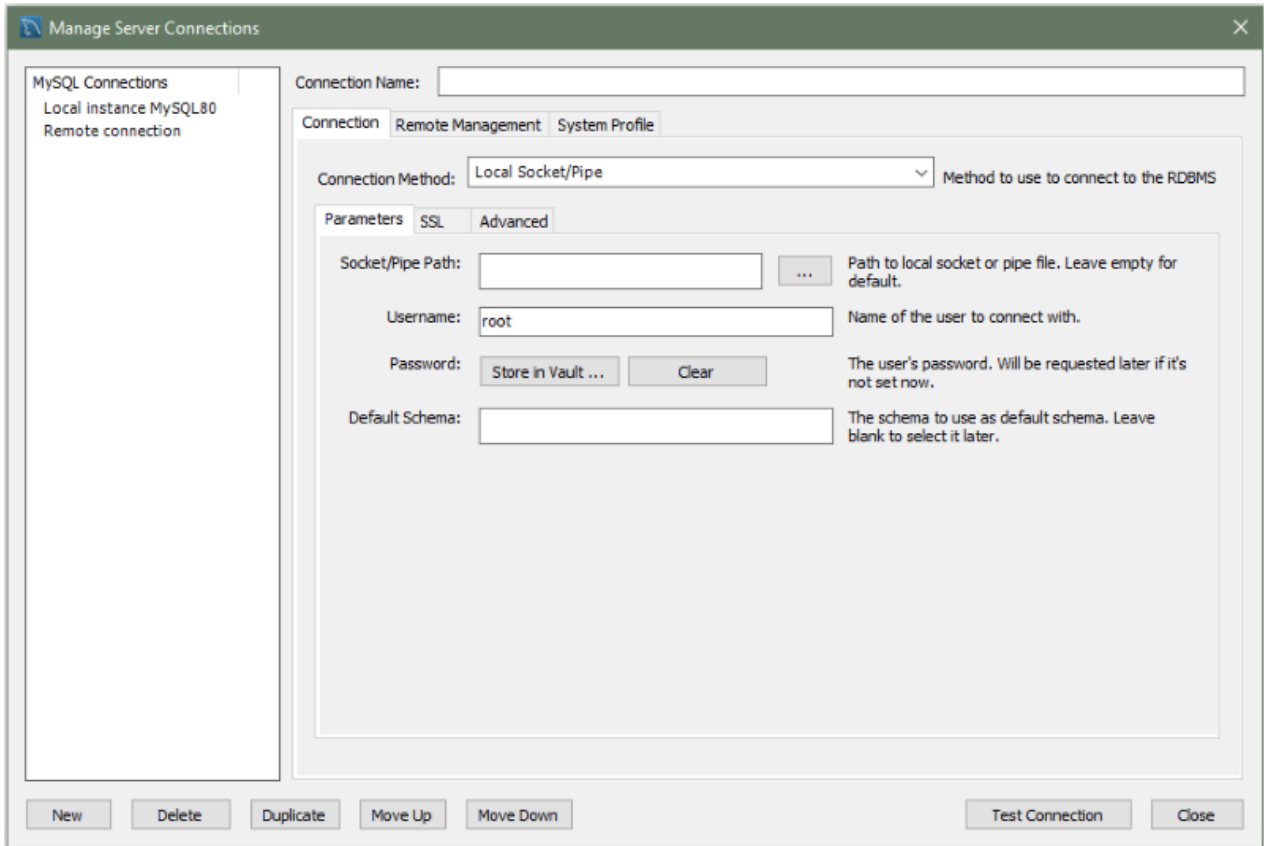 Manage Server Connections
MySQL Connections
Local instance MySQL80
Remote connection
Connection Name:
Connection Remote Management System Profile
Connection Method: Local Socket/Pipe Method to use to connect to the RDBMS
Parameters SSL Advanced
Socket/Pipe Path: ... Path to local socket or pipe file. Leave empty for
default.
Username: root Name of the user to connect with.
Password: Store in Vault ... Clear The user's password. Will be requested later if it's
not set now.
Default Schema: The schema to use as default schema. Leave
blank to select it later.
New Delete Duplicate Move Up Move Down Test Connection Close